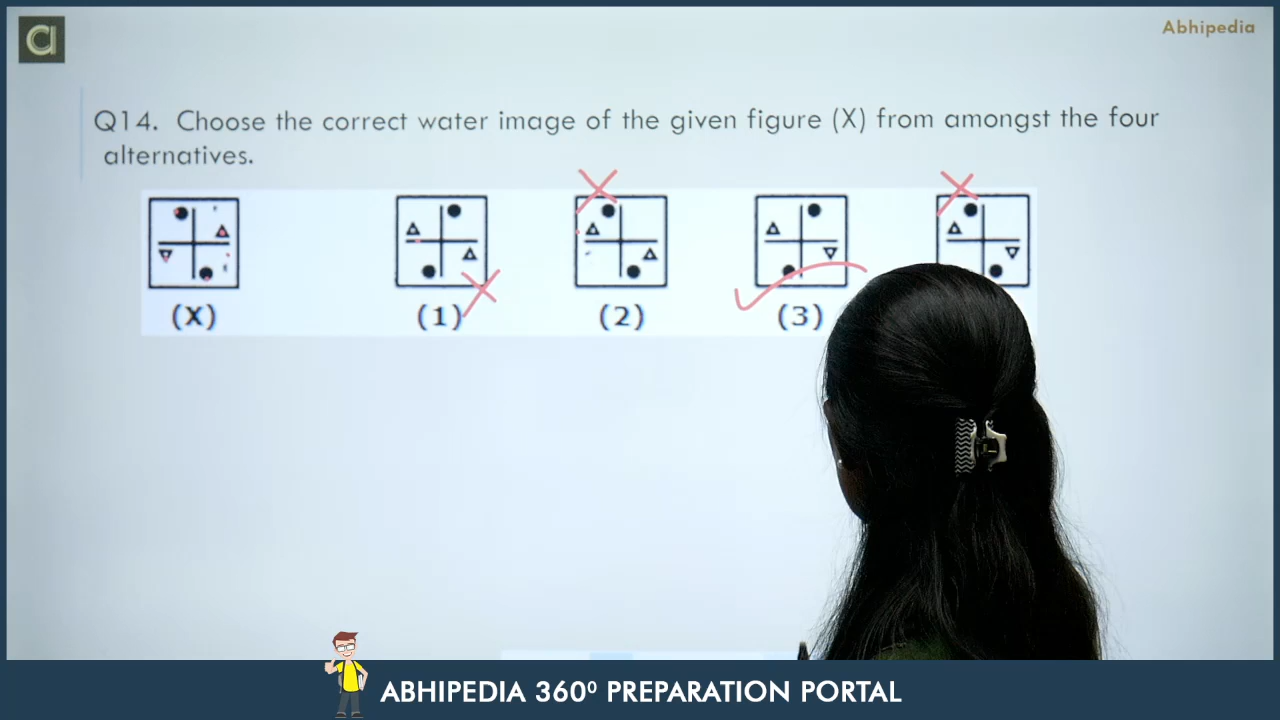 Abhipedia
Q14. Choose the correct water image of the given figure (X) from amongst the four
alternatives.
(X) (1) (2) (3)
ABHIPEDIA 360⁰ PREPARATION PORTAL